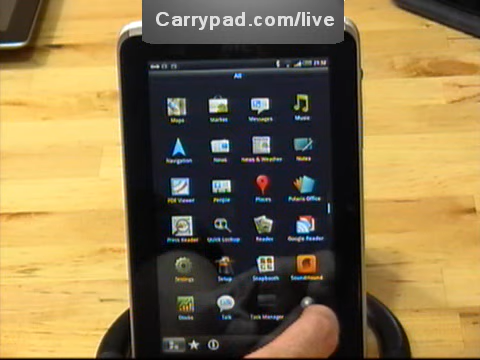 Carrypad.com/live
All
Maps Market Messages Music
Navigation News News & Weather Notes
PDF Viewer People Places Polaris Office
Press Reader Quick Lookup Reader Google Reader
Settings Setup Snapbooth SoundHound
Stocks Talk Task Manager